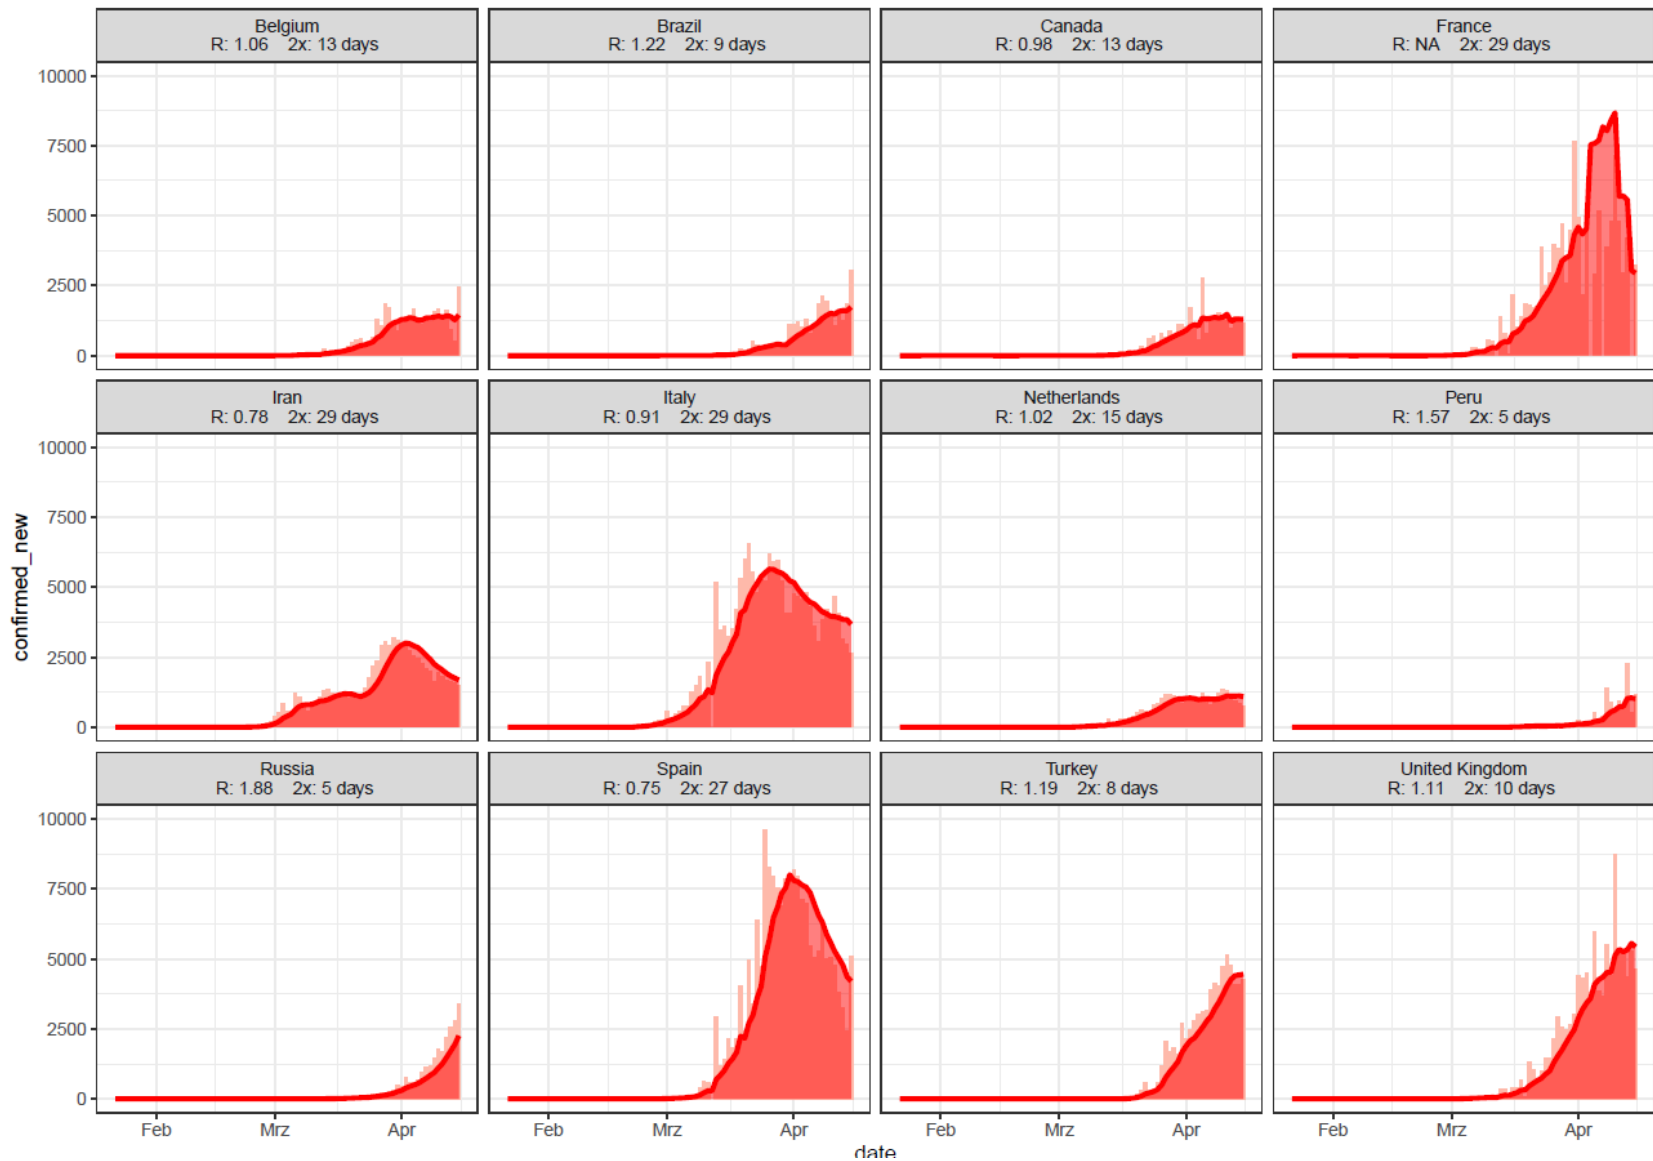 Belgium
R: 1.06 2x: 13 days
Brazil
R: 1.22 2x: 9 days
Canada
R: 0.98 2x: 13 days
France
R: NA 2x: 29 days
10000
7500
5000
2500
0
Iran
R: 0.78 2x: 29 days
Italy
R: 0.91 2x: 29 days
Netherlands
R: 1.02 2x: 15 days
Peru
R: 1.57 2x: 5 days
10000
7500
5000
2500
0
confirmed_new
Russia
R: 1.88 2x: 5 days
Spain
R: 0.75 2x: 27 days
Turkey
R: 1.19 2x: 8 days
United Kingdom
R: 1.11 2x: 10 days
10000
7500
5000
2500
0
Feb Mrz Apr
Feb Mrz Apr
Feb Mrz Apr
Feb Mrz Apr
date